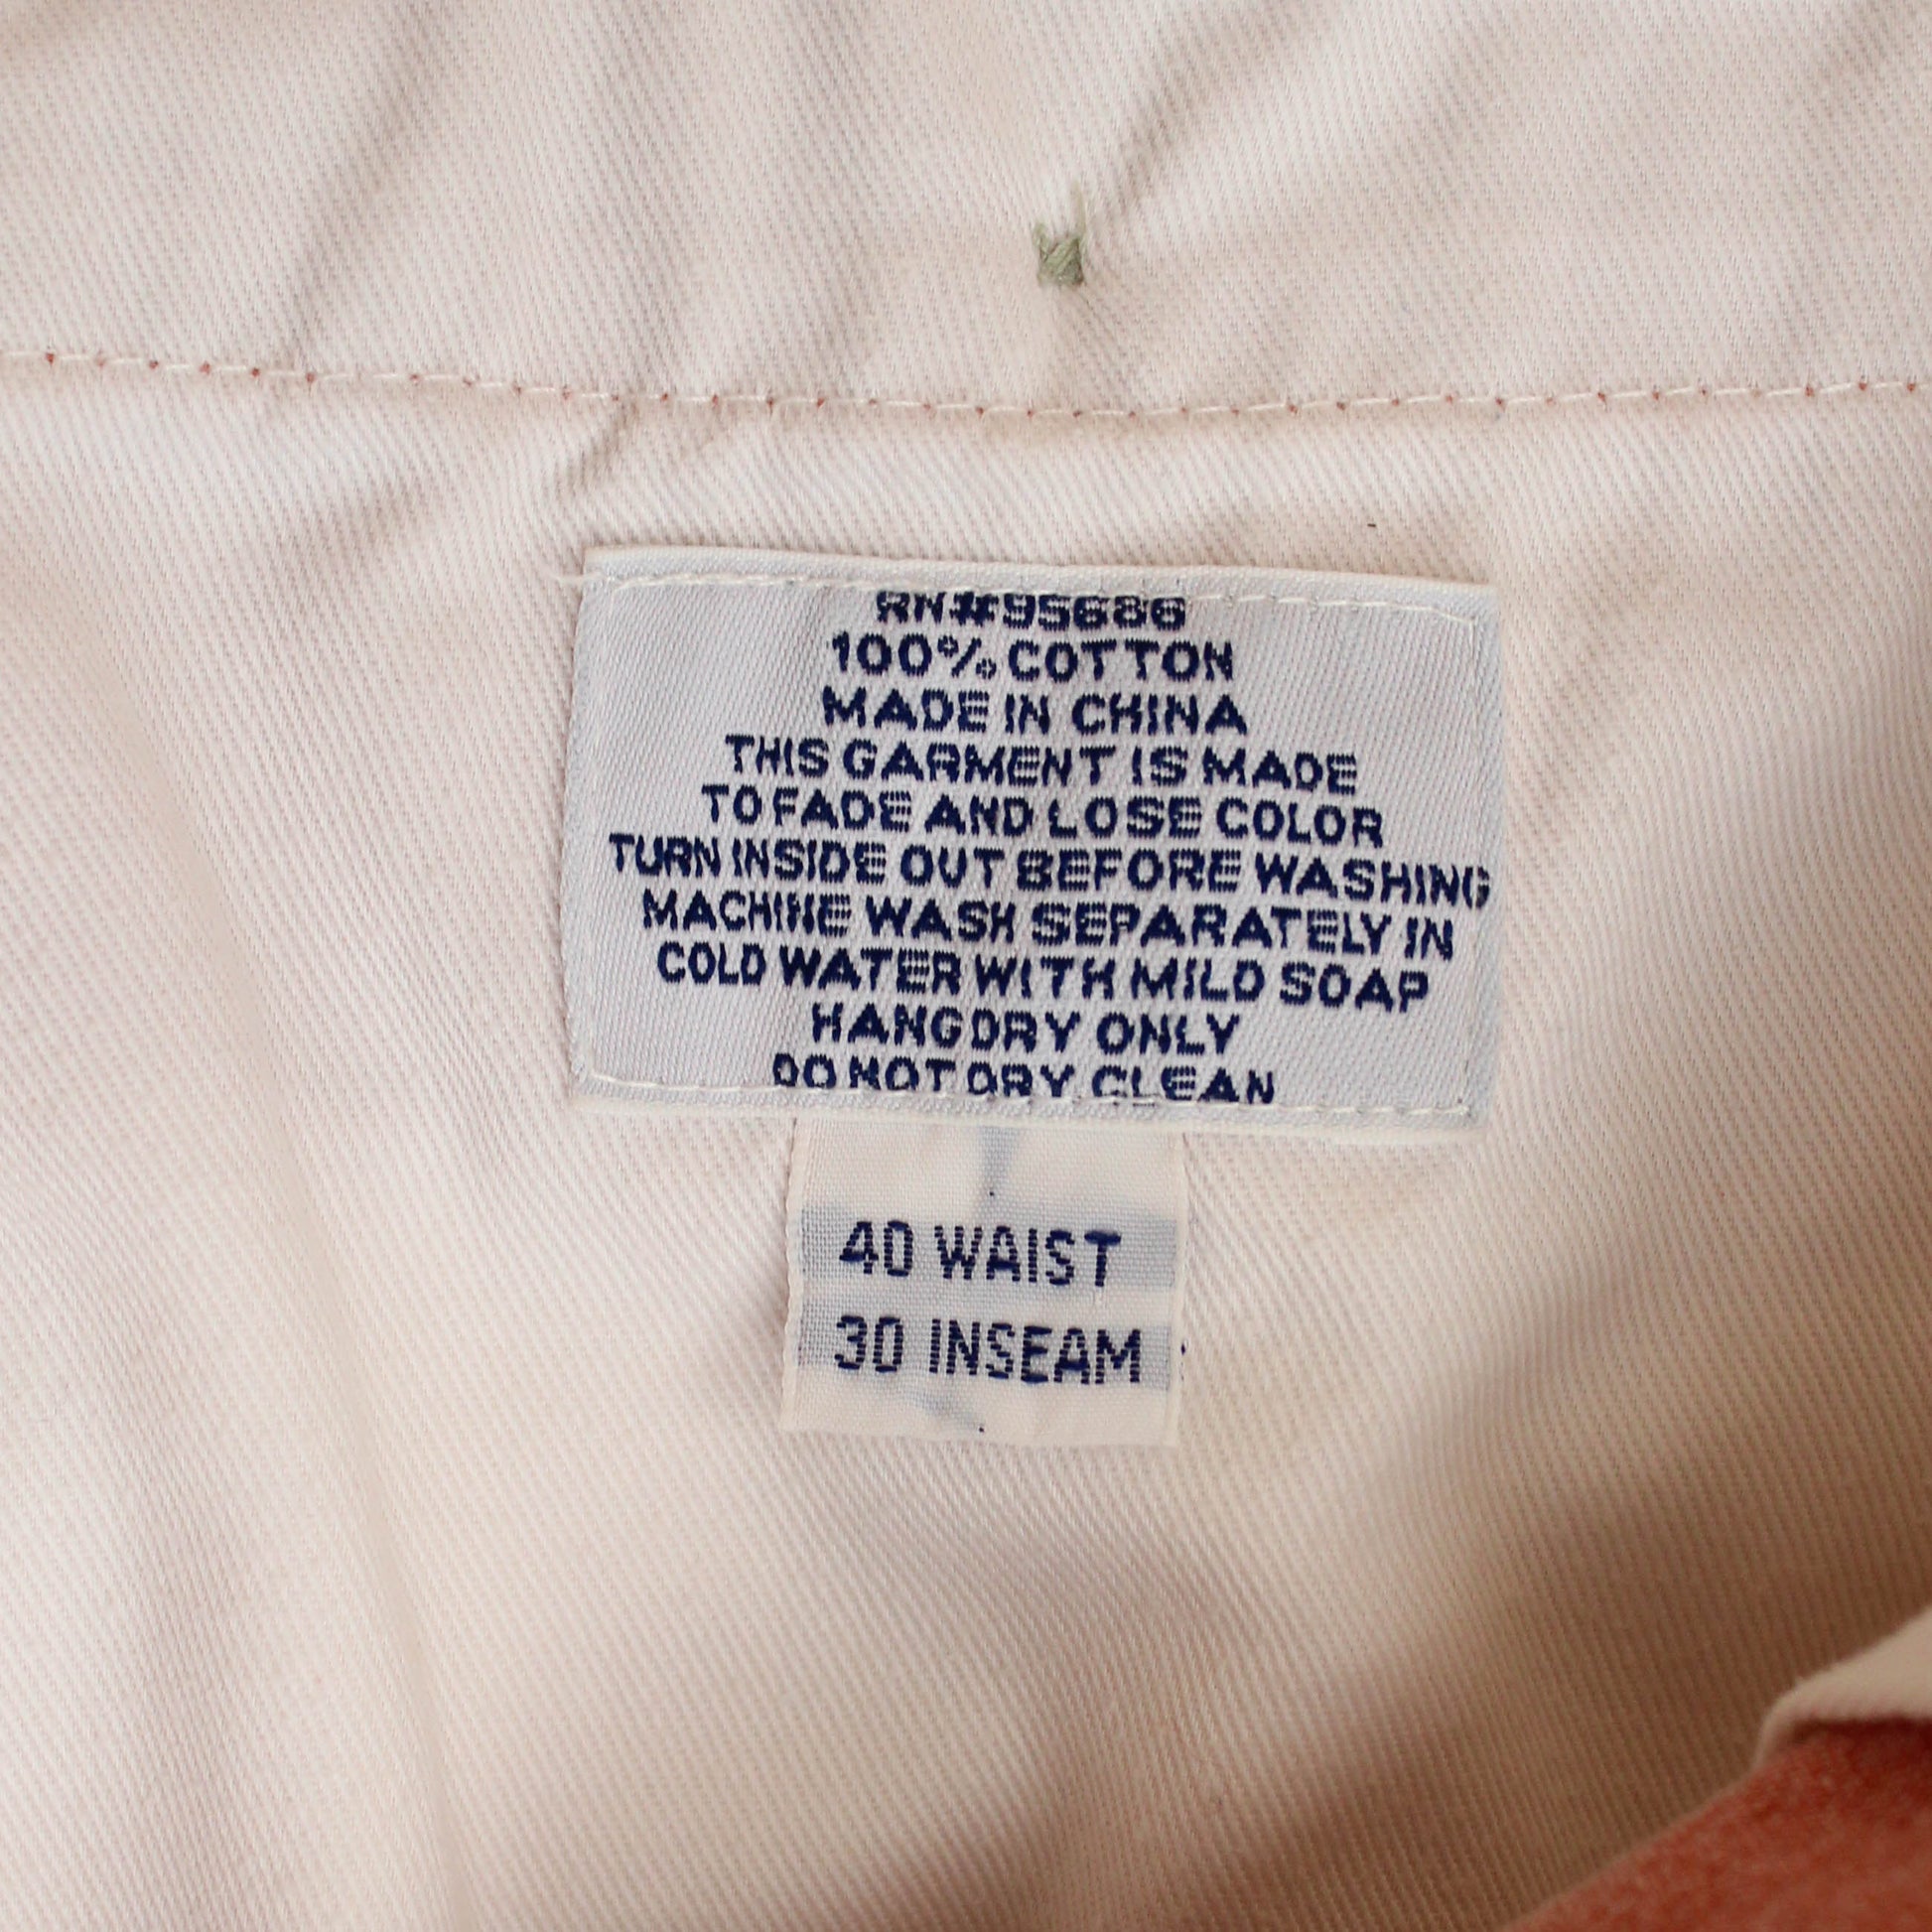 RN#95686
100% COTTON
MADE IN CHINA
THIS GARMENT IS MADE
TO FADE AND LOSE COLOR
TURN INSIDE OUT BEFORE WASHING
MACHINE WASH SEPARATELY IN
COLD WATER WITH MILD SOAP
HANGDRY ONLY
DO NOT DRY CLEAN
40 WAIST
30 INSEAM